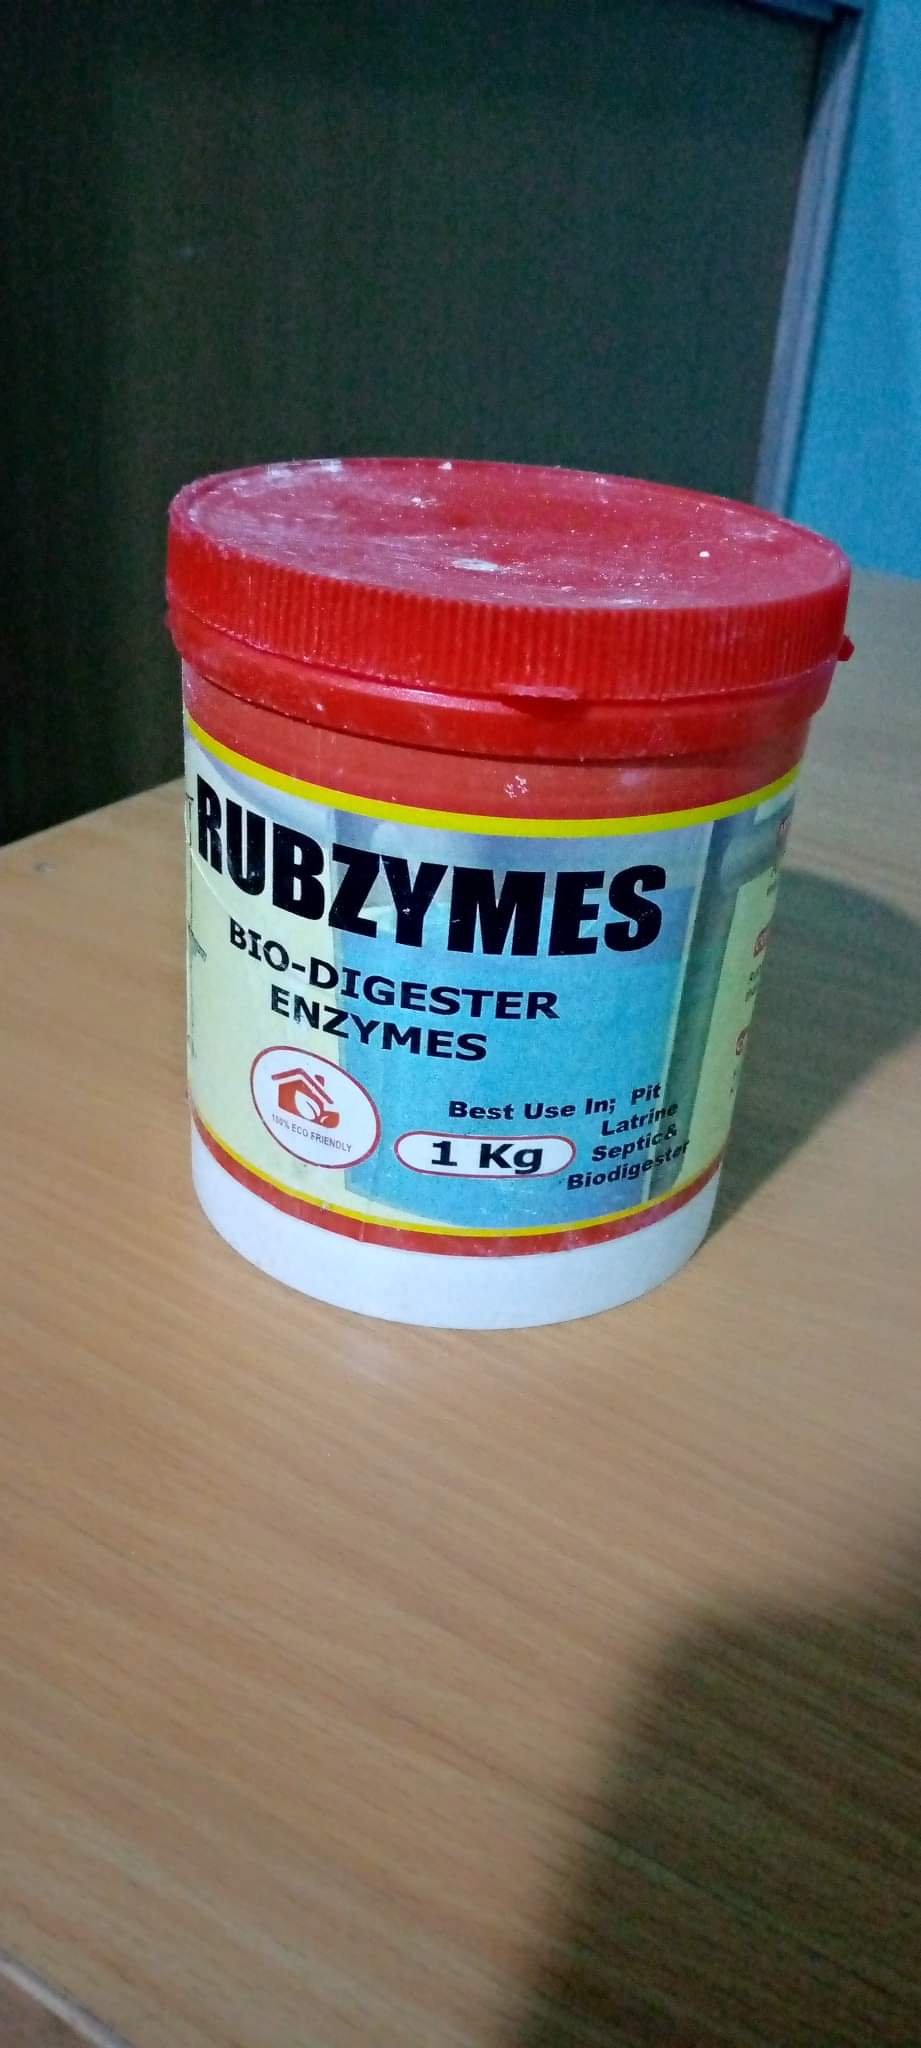 RUBZYMES
BIO-DIGESTER
ENZYMES
100% ECO FRIENDLY
1 Kg
Best Use In; Pit
Latrine
Septic&
Biodigester